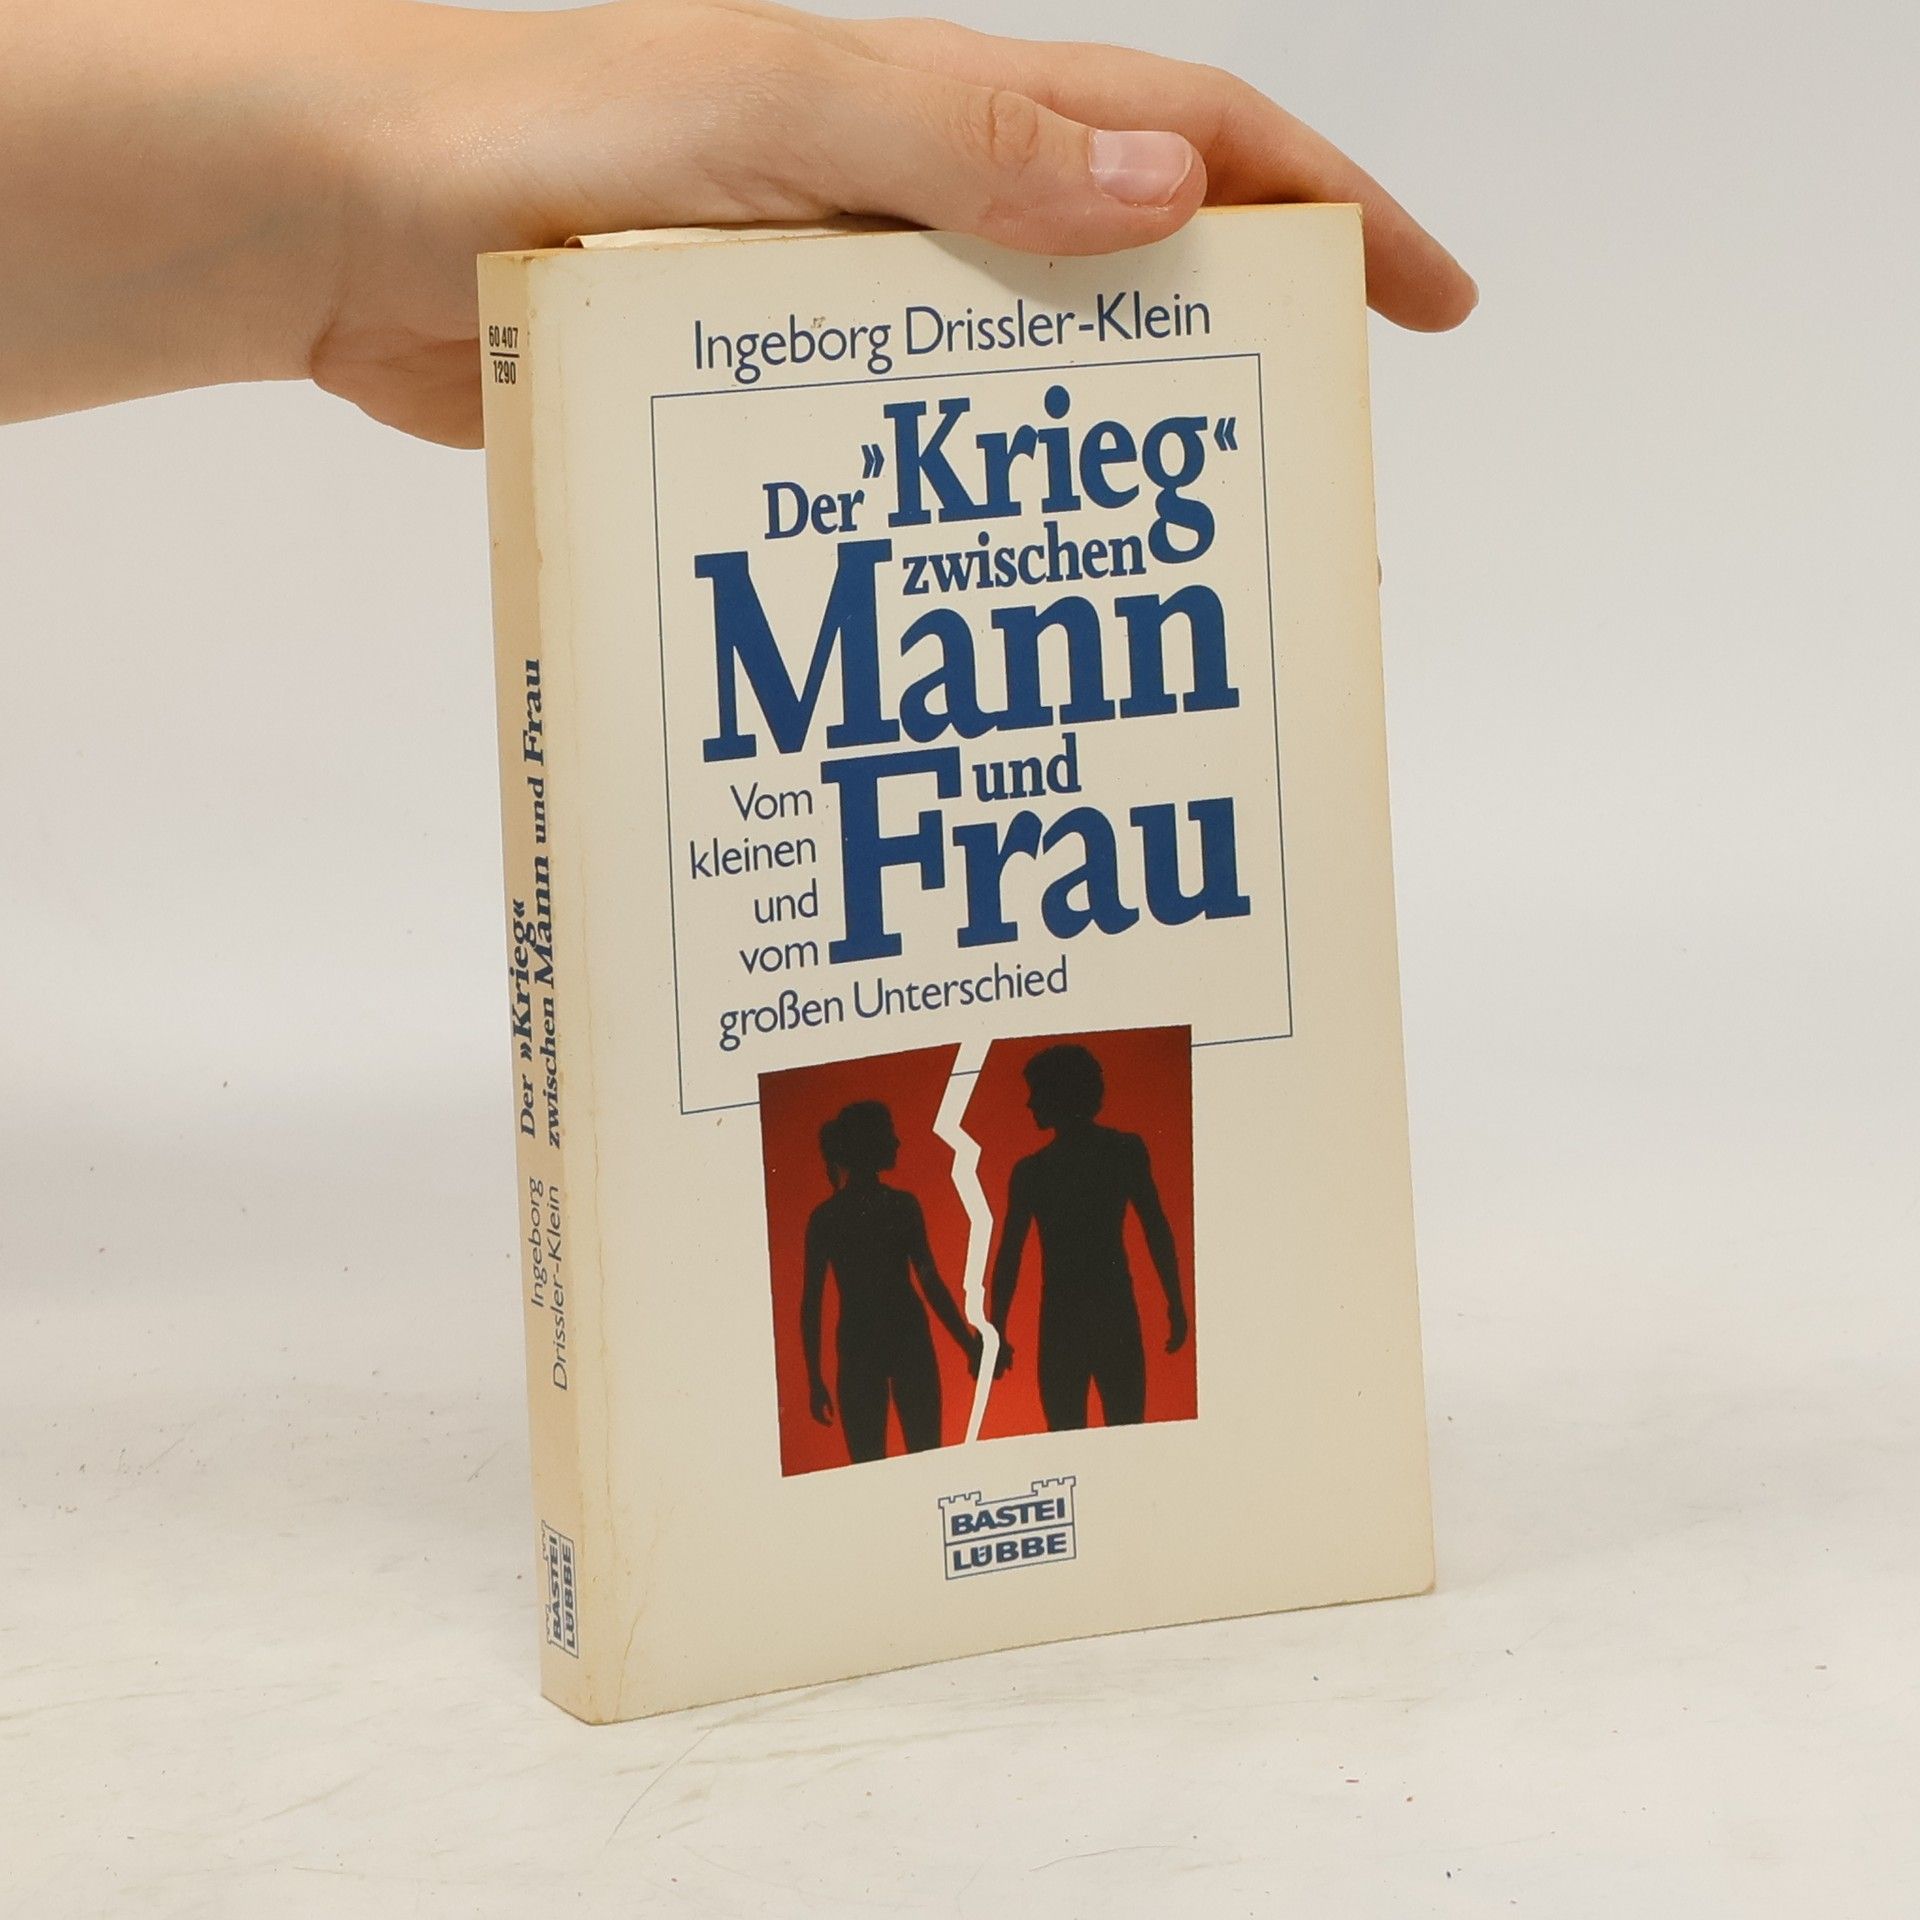 Ingeborg Drissler-Klein
Der »Krieg«
zwischen
Mann
und
Frau
Vom
kleinen
und
vom
großen Unterschied
BASTEI
LÜBBE
60 407
1290
Der »Krieg«
zwischen Mann und Frau
Ingeborg
Drissler-Klein
BASTEI
LÜBBE